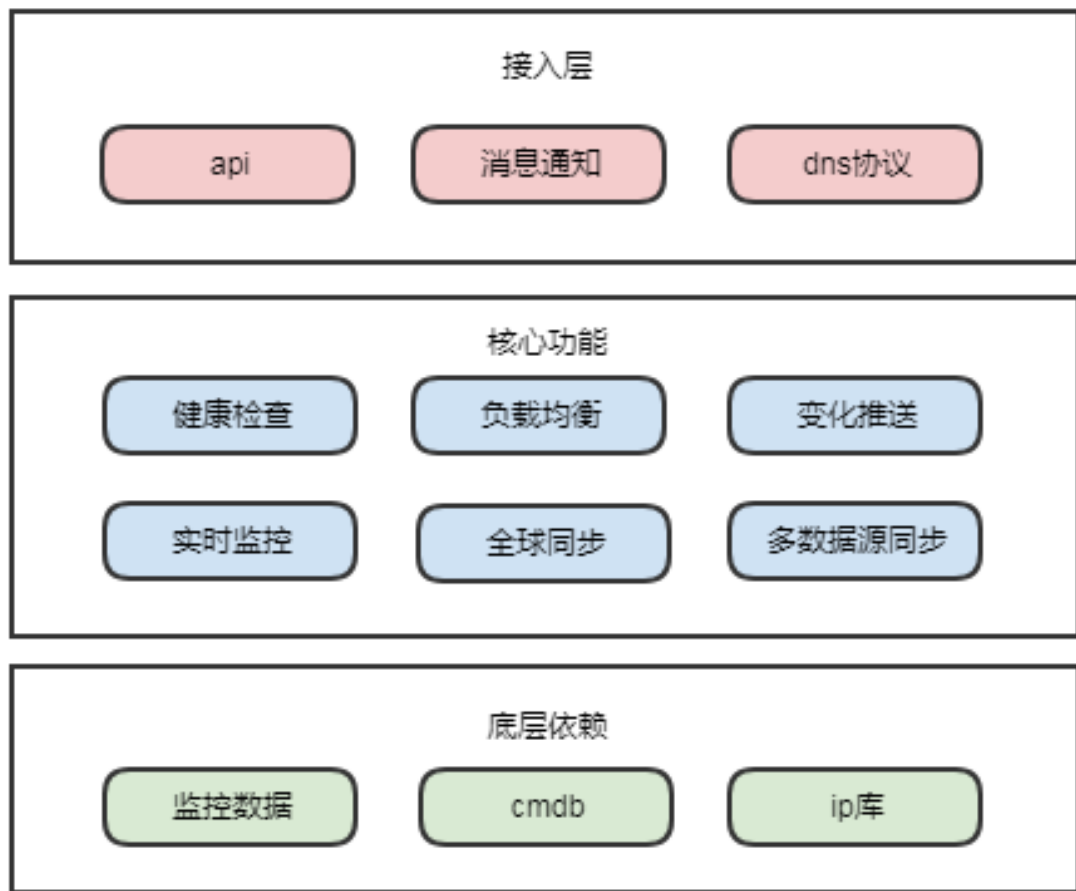 接入层
api
消息通知
dns协议
核心功能
健康检查
负载均衡
变化推送
实时监控
全球同步
多数据源同步
底层依赖
监控数据
cmdb
ip库